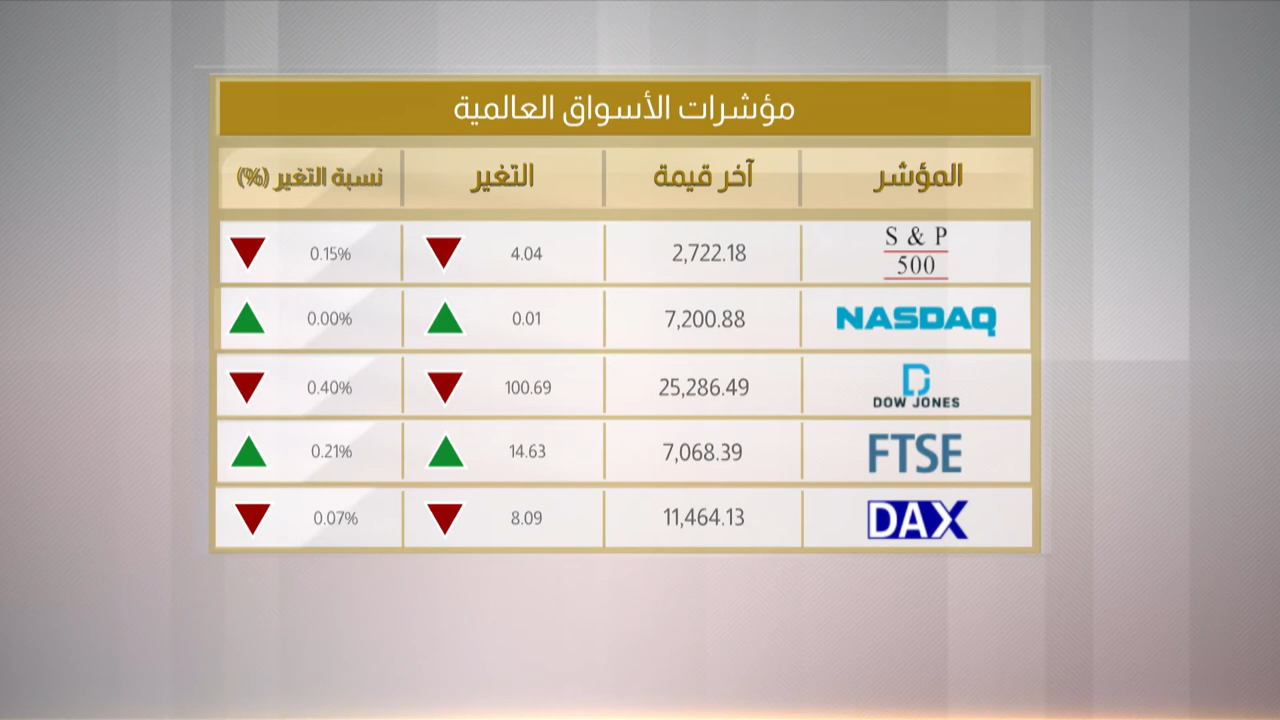 مؤشرات الأسواق العالمية
المؤشر آخر قيمة التغير نسبة التغير (%)
S & P
500 2,722.18 4.04 0.15%
NASDAQ 7,200.88 0.01 0.00%
DOW JONES 25,286.49 100.69 0.40%
FTSE 7,068.39 14.63 0.21%
DAX 11,464.13 8.09 0.07%